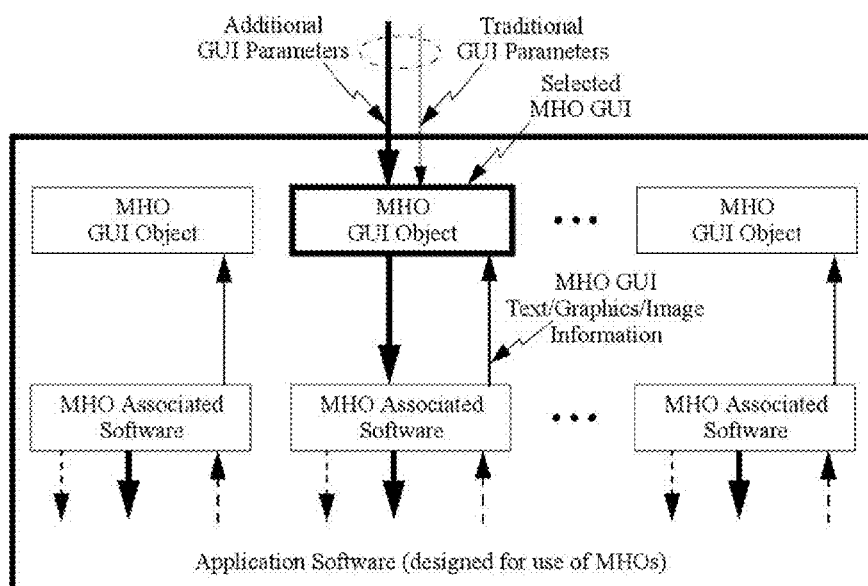 Additional
GUI Parameters
Traditional
GUI Parameters
Selected
MHO GUI
MHO
GUI Object
MHO
GUI Object
MHO
GUI Object
MHO GUI
Text/Graphics/Image
Information
MHO Associated
Software
MHO Associated
Software
MHO Associated
Software
Application Software (designed for use of MHOs)